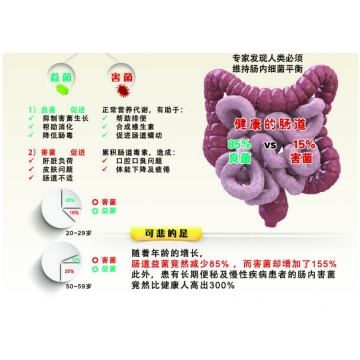 益菌
害菌
专家发现人类必须
维持肠内细菌平衡
1）益菌 促进
抑制害菌生长
帮助消化
降低肠毒
正常营养代谢，有助于：
帮助排便
合成维生素
促进肠道蠕动
2）害菌 促进
肝脏负荷
皮肤问题
肠道不适
累积肠道毒素，造成：
口腔口臭问题
体能下降及疲倦
健康的肠道
85%
良菌
vs
15%
害菌
害菌
益菌
20-29岁
害菌
益菌
50-59岁
可悲的是
随着年龄的增长，
肠道益菌竟然减少85%，而害菌却增加了155%
此外，患有长期便秘及慢性疾病患者的肠内害菌
竟然比健康人高出300%